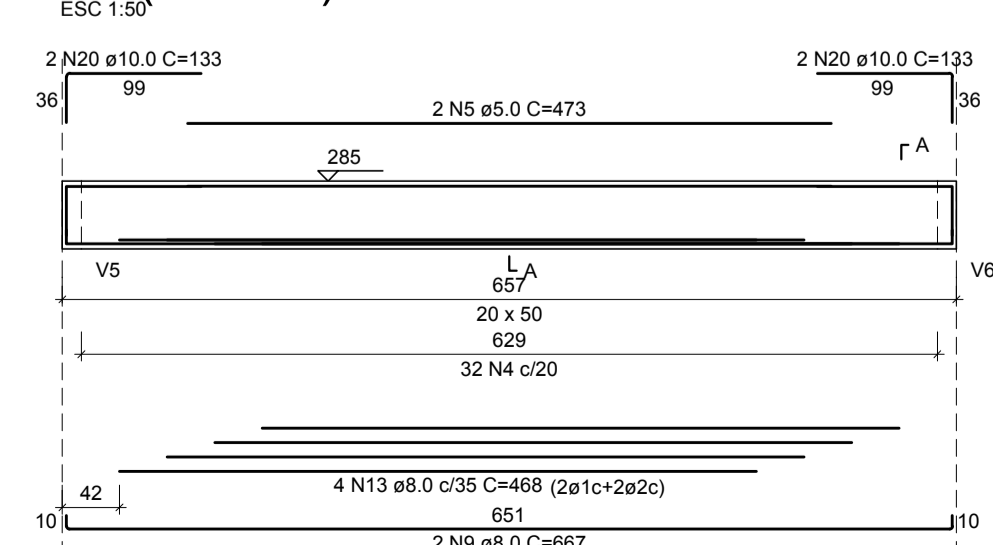 ESC 1:50
2 N20 ø10.0 C=133
2 N20 ø10.0 C=133
36
99
99
36
2 N5 ø5.0 C=473
A
285
V5
A
V6
657
20 x 50
629
32 N4 c/20
4 N13 ø8.0 c/35 C=468 (2ø1c+2ø2c)
42
651
10
10
2 N9 ø8.0 C=667